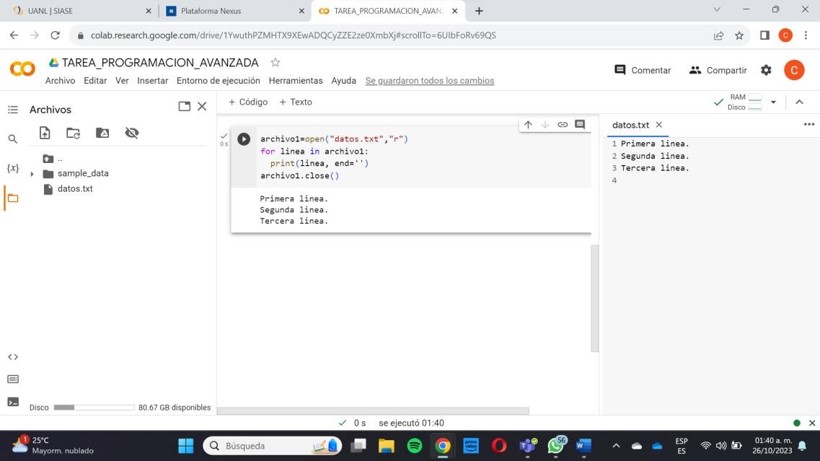 UANL | SIASE
Plataforma Nexus
TAREA_PROGRAMACION_AVAN
colab.research.google.com/drive/1YwuthPZMHTX9XEwADQCyZZE2ze0XmbXj#scrollTo=6UIbFoRv69QS
C
TAREA_PROGRAMACION_AVANZADA
Archivo Editar Ver Insertar Entorno de ejecución Herramientas Ayuda Se guardaron todos los cambios
Comentar Compartir C
Archivos
+ Código + Texto
RAM
Disco
..
sample_data
datos.txt
{x}
0 s
archivo1=open("datos.txt","r")
for linea in archivo1:
print(linea, end='')
archivo1.close()
Primera linea.
Segunda linea.
Tercera linea.
datos.txt
1 Primera linea.
2 Segunda linea.
3 Tercera linea.
4
Disco 80.67 GB disponibles
0 s se ejecutó 01:40
1
25°C
Mayorm. nublado
Búsqueda
56
ESP
ES
01:40 a. m.
26/10/2023